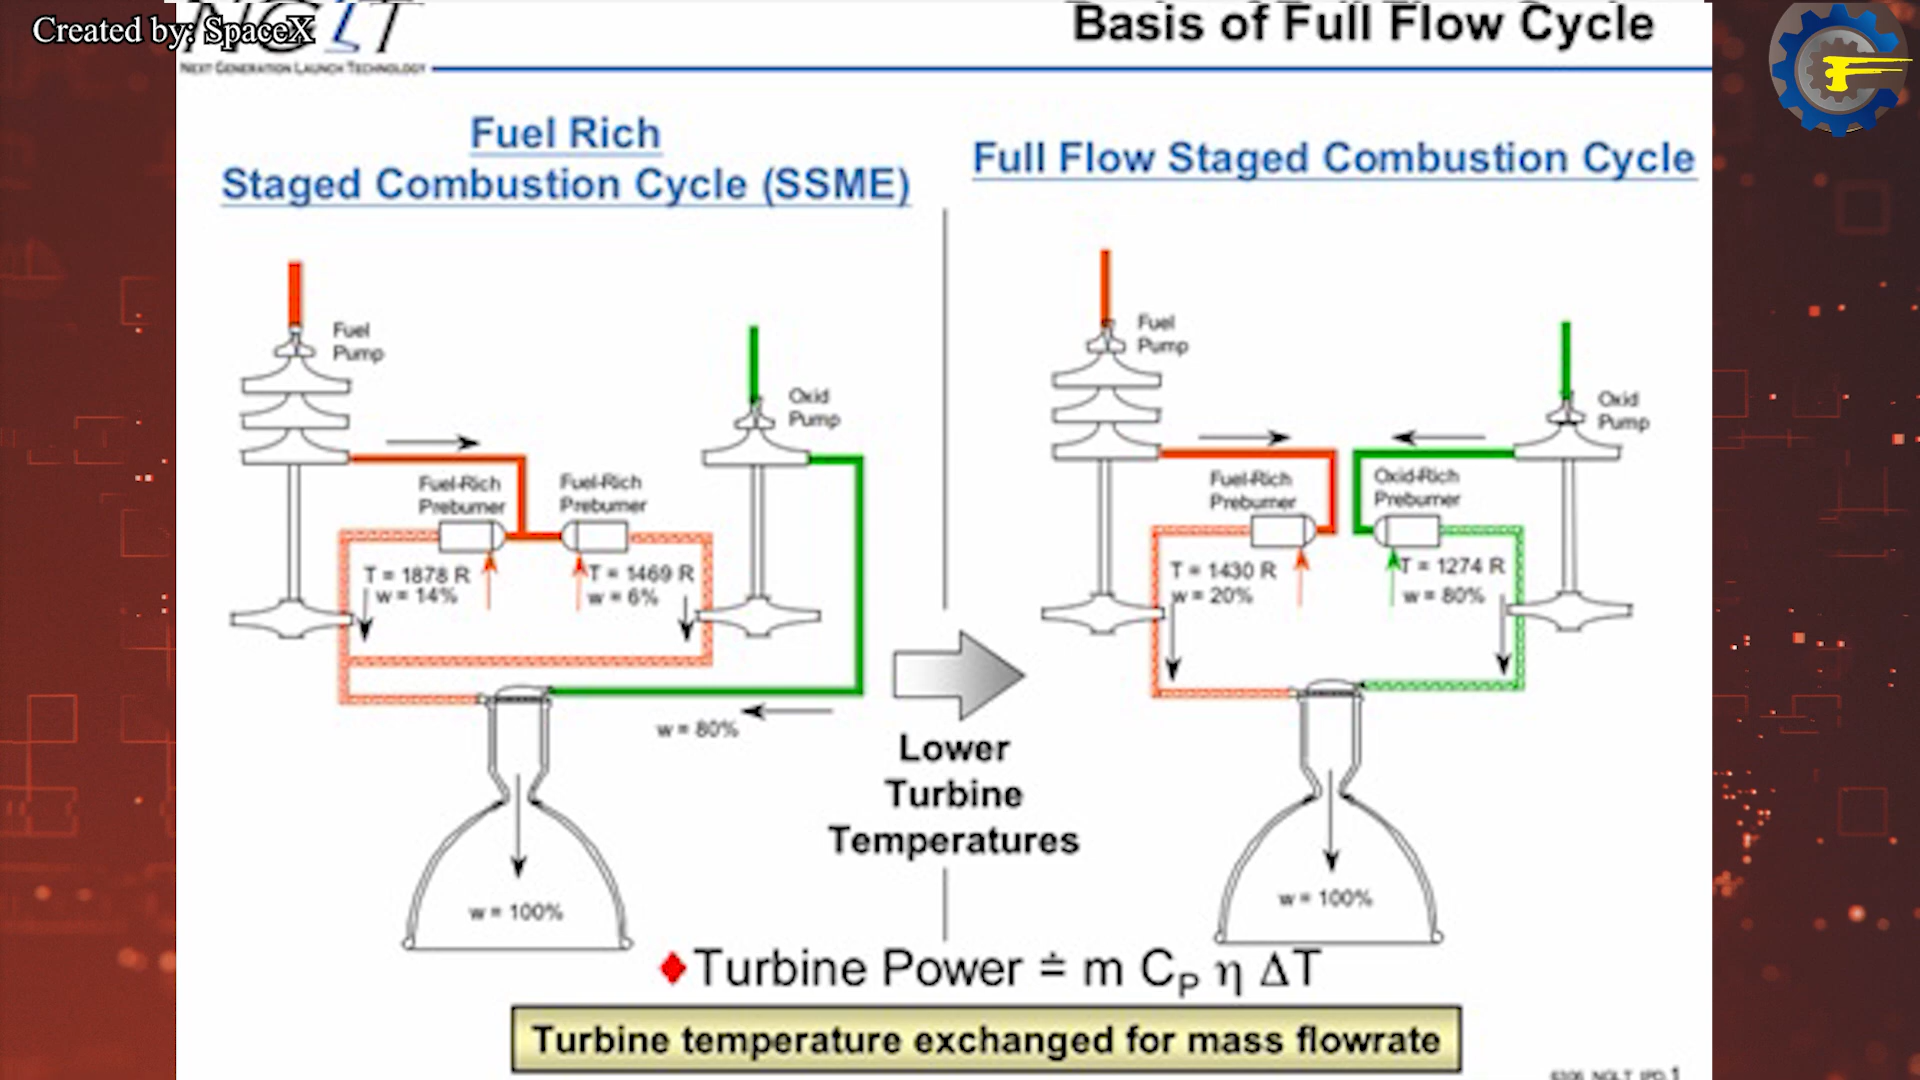 Created by: SpaceX
NGLT
NEXT GENERATION LAUNCH TECHNOLOGY
Basis of Full Flow Cycle
Fuel Rich
Staged Combustion Cycle (SSME)
Full Flow Staged Combustion Cycle
Fuel
Pump
Oxid
Pump
Fuel-Rich
Preburner
Fuel-Rich
Preburner
T = 1878 R
w = 14%
T = 1469 R
w = 6%
w = 80%
w = 100%
Lower
Turbine
Temperatures
Fuel
Pump
Oxid
Pump
Fuel-Rich
Preburner
Oxid-Rich
Preburner
T = 1430 R
w = 20%
T = 1274 R
w = 80%
w = 100%
Turbine Power ≐ m CP η ΔT
Turbine temperature exchanged for mass flowrate